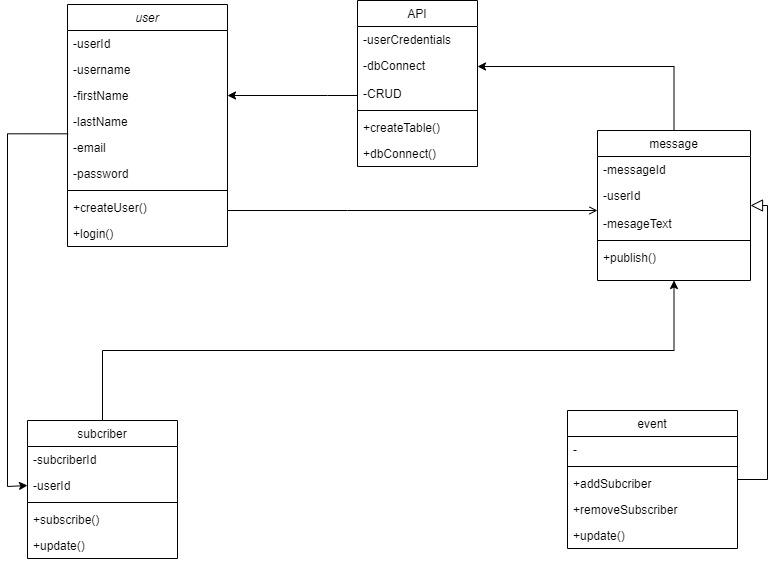 user
-userId
-username
-firstName
-lastName
-email
-password
+createUser()
+login()
API
-userCredentials
-dbConnect
-CRUD
+createTable()
+dbConnect()
message
-messageId
-userId
-mesageText
+publish()
subcriber
-subcriberId
-userId
+subscribe()
+update()
event
-
+addSubcriber
+removeSubscriber
+update()